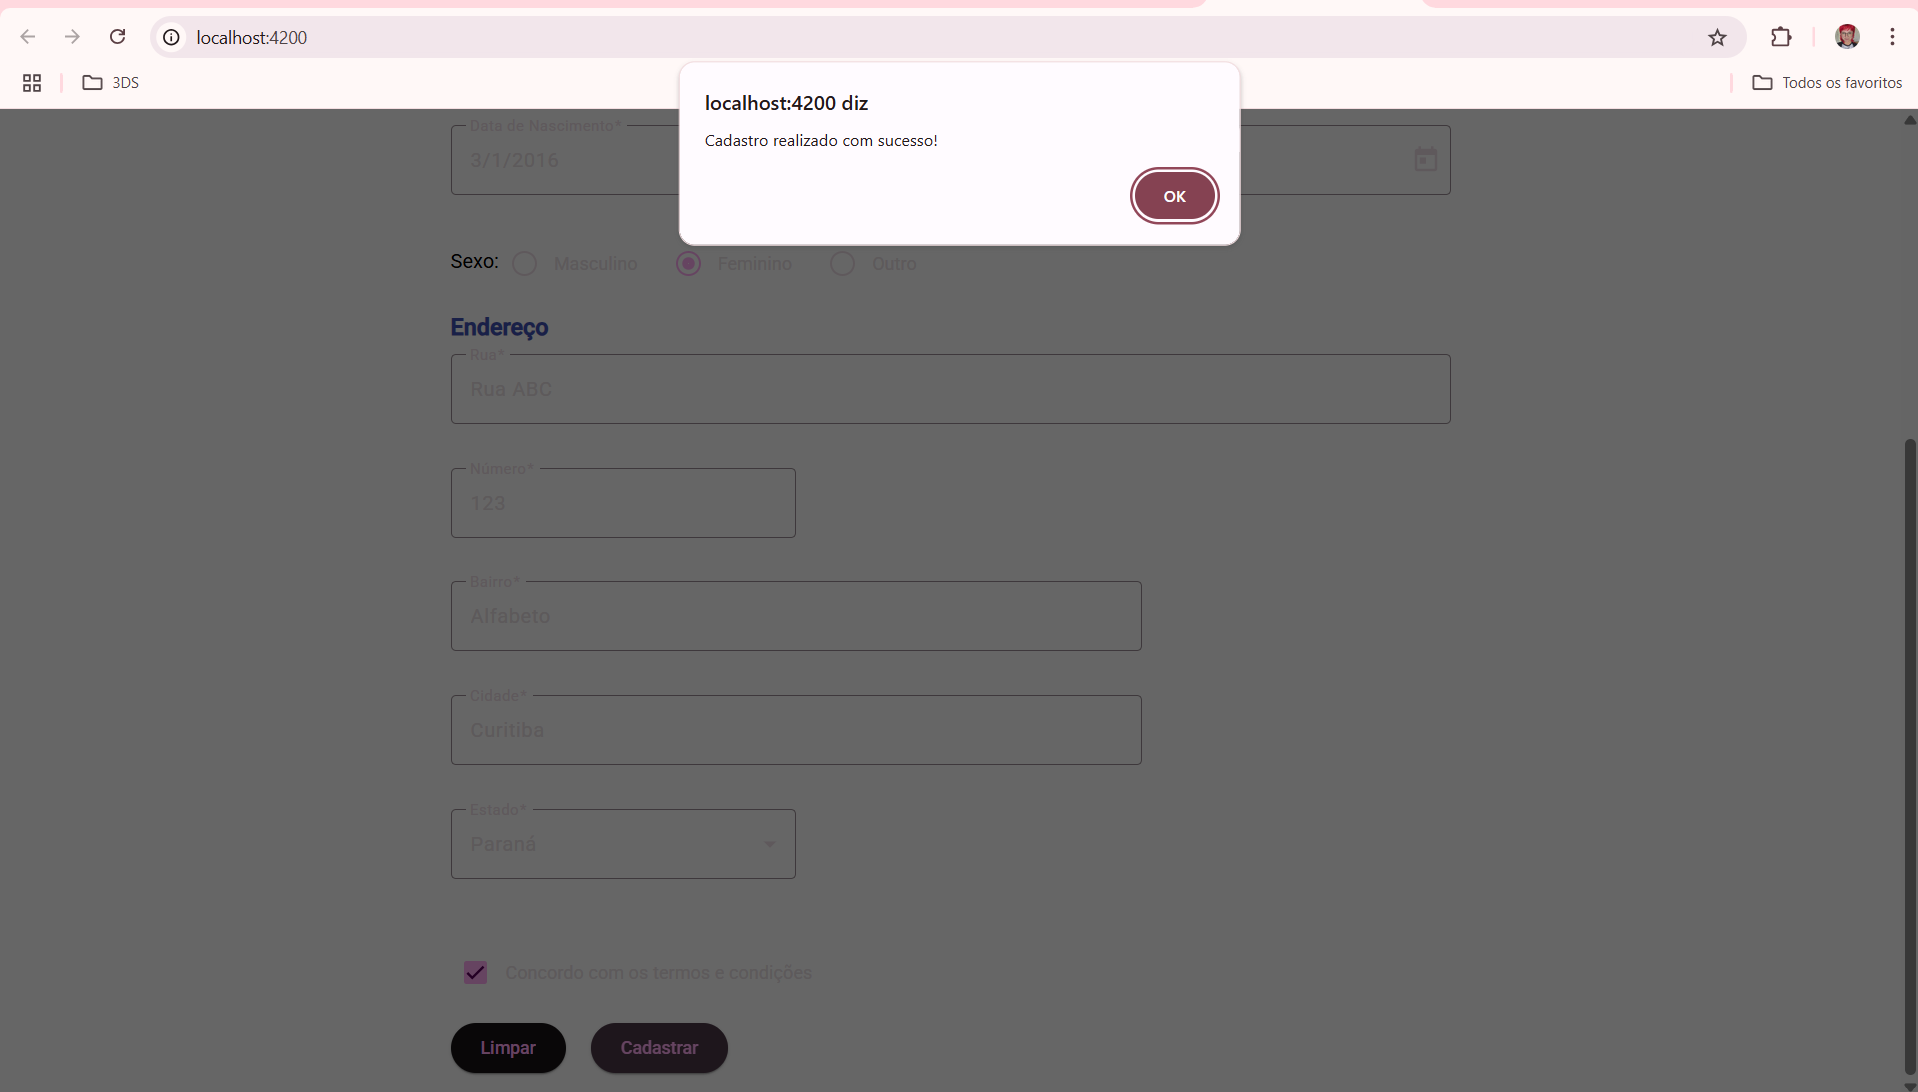 localhost:4200
3DS
Todos os favoritos
localhost:4200 diz
Cadastro realizado com sucesso!
OK
Data de Nascimento*
3/1/2016
Sexo:
Masculino
Feminino
Outro
Endereço
Rua*
Rua ABC
Número*
123
Bairro*
Alfabeto
Cidade*
Curitiba
Estado*
Paraná
Concordo com os termos e condições
Limpar
Cadastrar